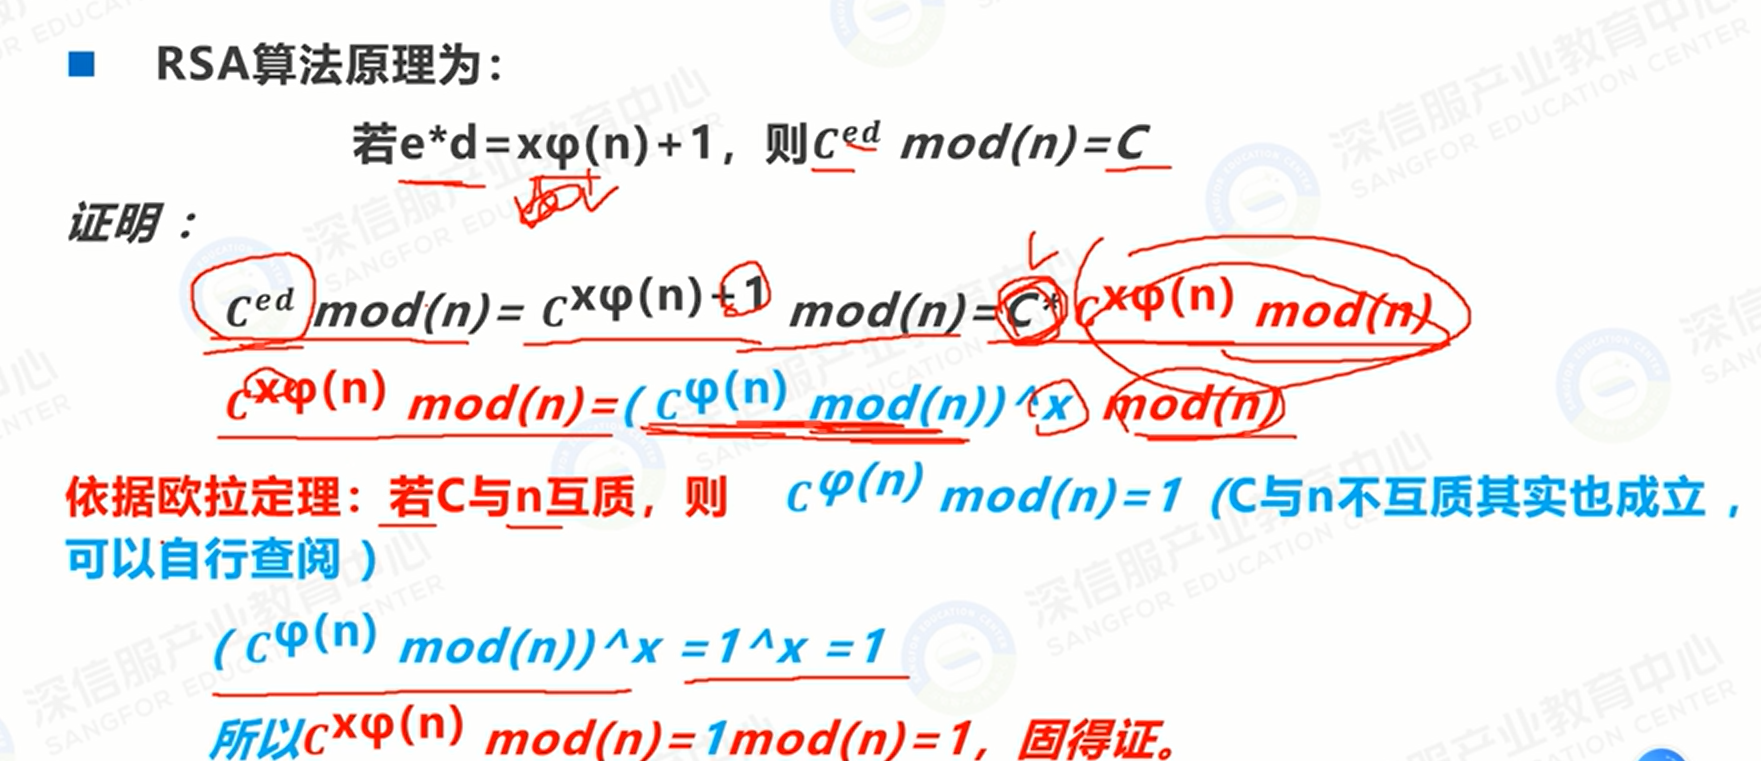 ■ RSA算法原理为：
若e*d=xφ(n)+1，则C^ed mod(n)=C
证明：
C^ed mod(n)= C^xφ(n)+1 mod(n)=C* C^xφ(n) mod(n)
C^xφ(n) mod(n)=( C^φ(n) mod(n))^x mod(n)
依据欧拉定理：若C与n互质，则 C^φ(n) mod(n)=1（C与n不互质其实也成立，
可以自行查阅）
( C^φ(n) mod(n))^x =1^x =1
所以C^xφ(n) mod(n)=1mod(n)=1，固得证。
深信服产业教育中心
SANGFOR EDUCATION CENTER